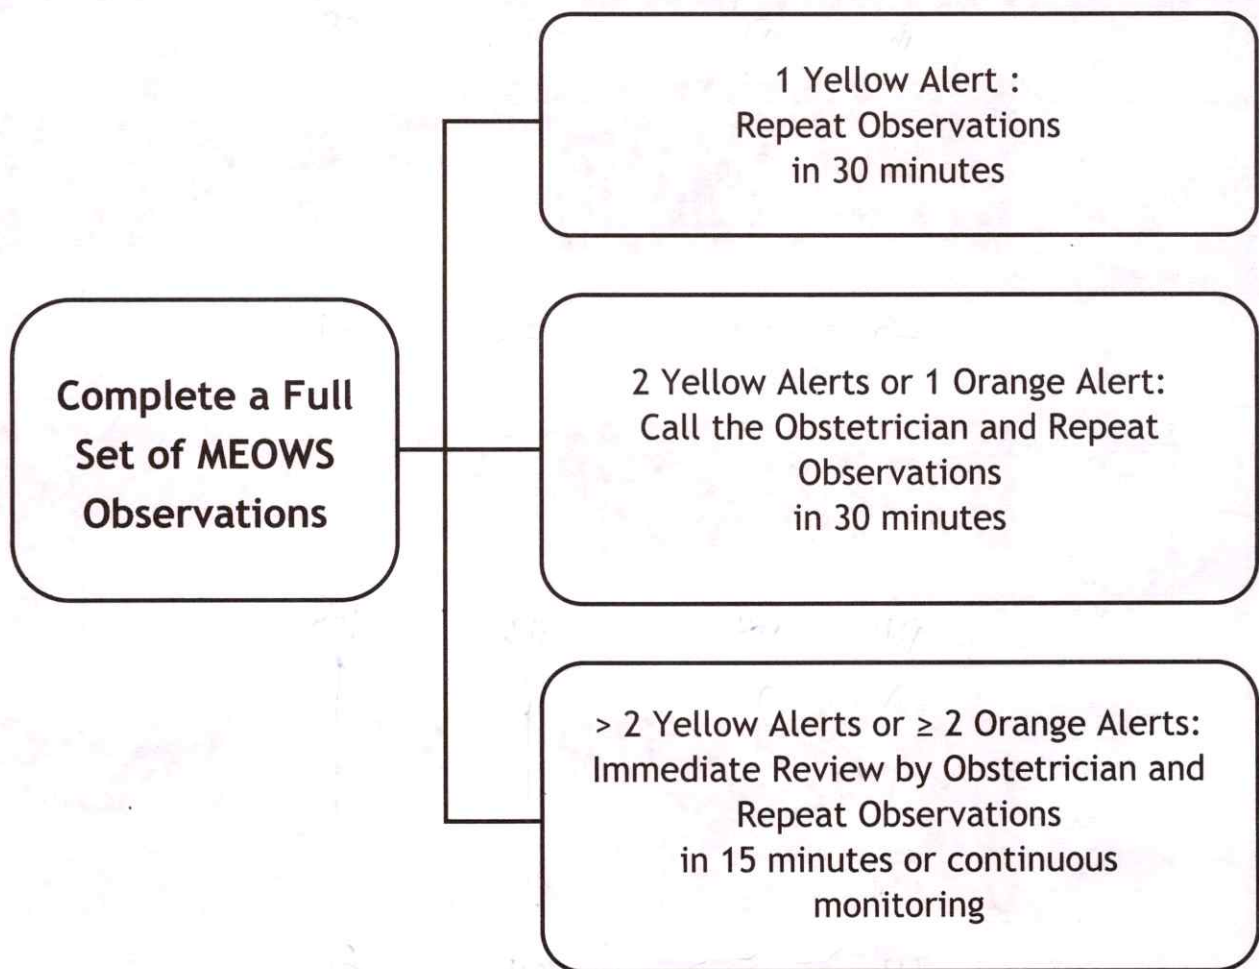 1 Yellow Alert :
Repeat Observations
in 30 minutes
Complete a Full
Set of MEOWS
Observations
2 Yellow Alerts or 1 Orange Alert:
Call the Obstetrician and Repeat
Observations
in 30 minutes
> 2 Yellow Alerts or ≥ 2 Orange Alerts:
Immediate Review by Obstetrician and
Repeat Observations
in 15 minutes or continuous
monitoring